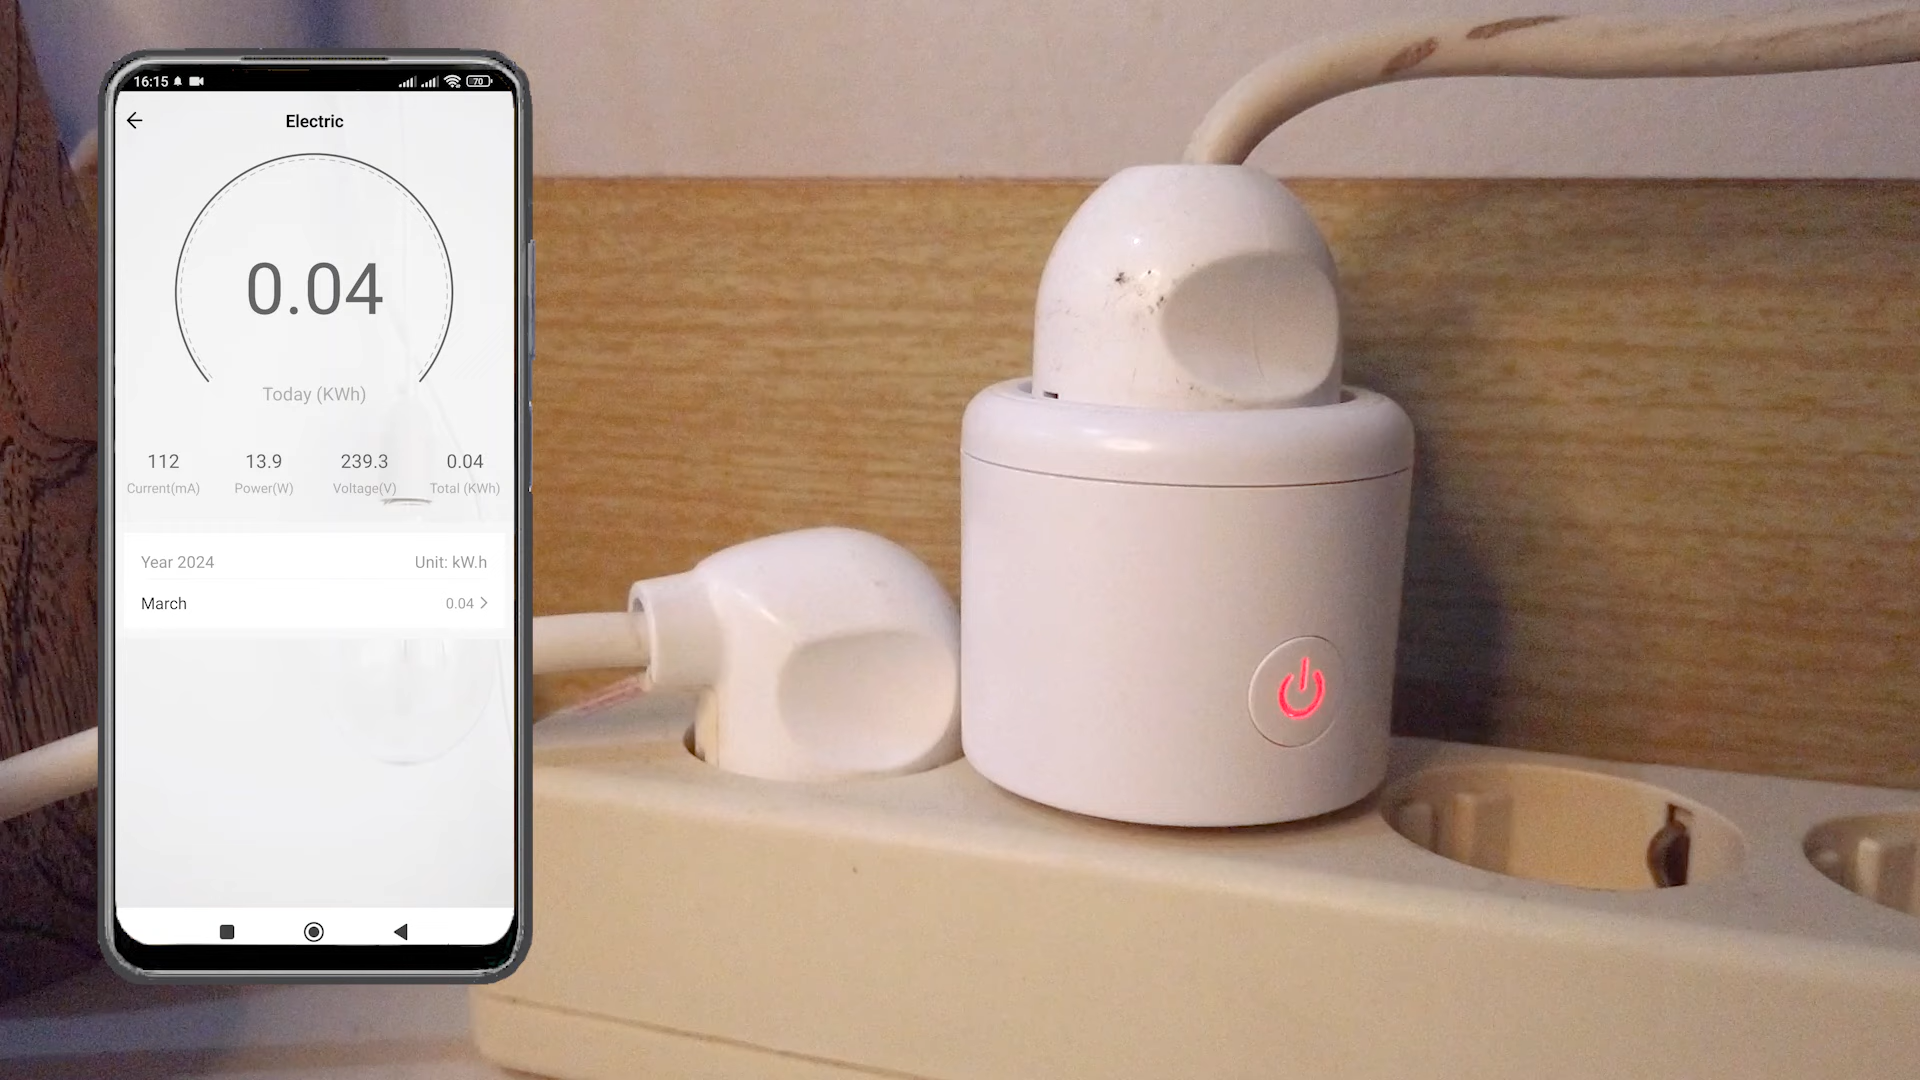 16:15 70
Electric
0.04
Today (KWh)
112 13.9 239.3 0.04
Current(mA) Power(W) Voltage(V) Total (KWh)
Year 2024 Unit: kW.h
March 0.04